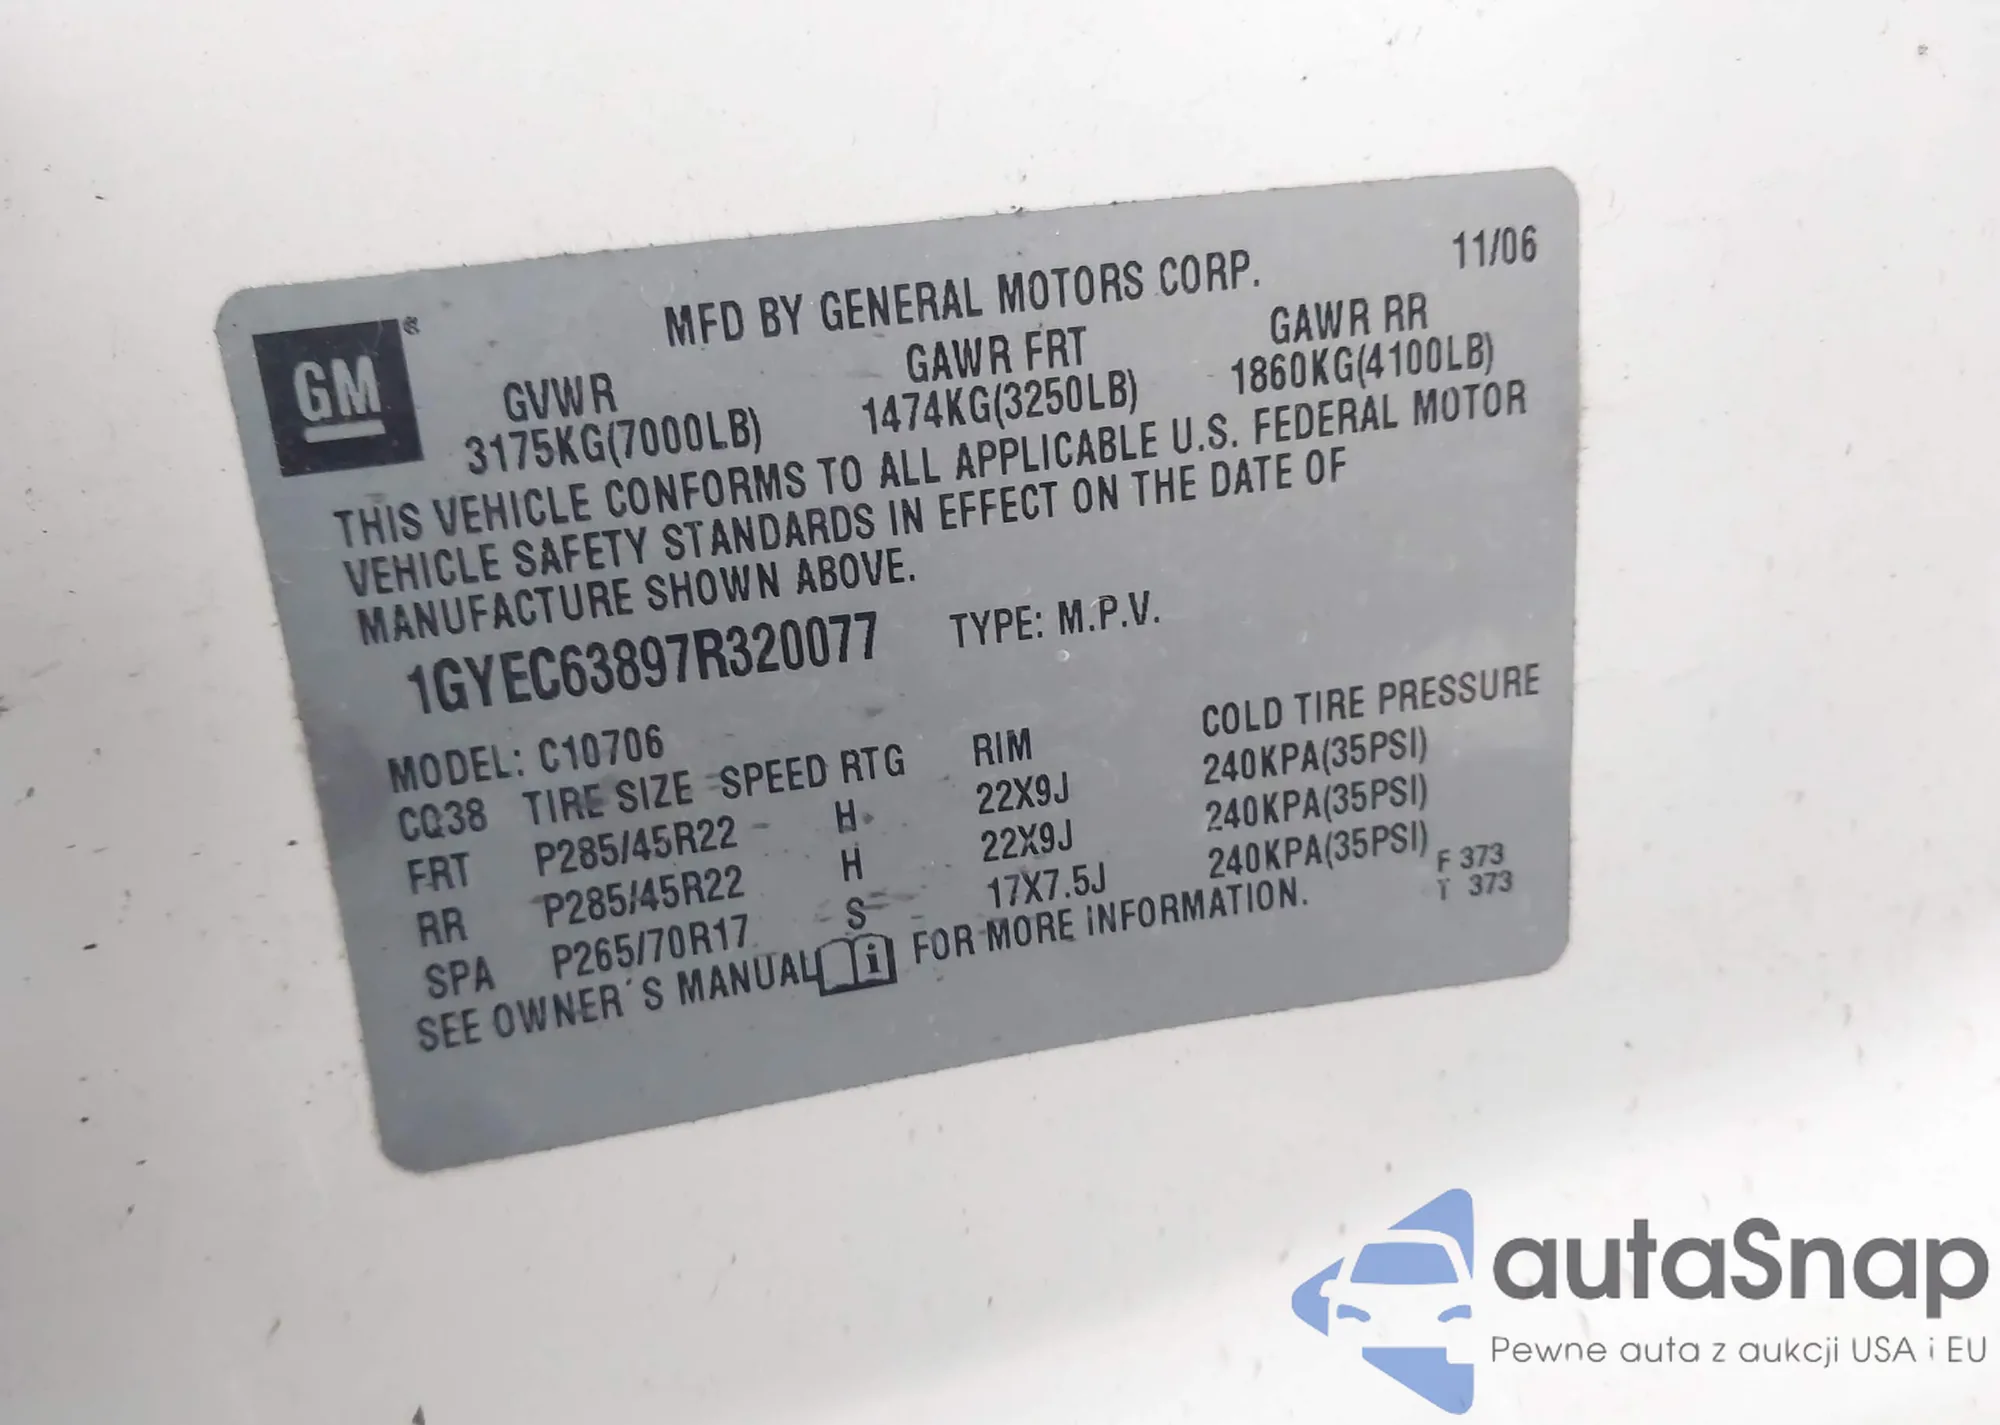 MFD BY GENERAL MOTORS CORP. 11/06
GM®
GVWR GAWR FRT GAWR RR
3175KG(7000LB) 1474KG(3250LB) 1860KG(4100LB)
THIS VEHICLE CONFORMS TO ALL APPLICABLE U.S. FEDERAL MOTOR
VEHICLE SAFETY STANDARDS IN EFFECT ON THE DATE OF
MANUFACTURE SHOWN ABOVE.
1GYEC63897R320077 TYPE: M.P.V.
MODEL: C10706
CQ38 TIRE SIZE SPEED RTG RIM COLD TIRE PRESSURE
FRT P285/45R22 H 22X9J 240KPA(35PSI)
RR P285/45R22 H 22X9J 240KPA(35PSI)
SPA P265/70R17 S 17X7.5J 240KPA(35PSI)
SEE OWNER'S MANUAL i FOR MORE INFORMATION.
F 373
T 373
autaSnap
Pewne auta z aukcji USA i EU